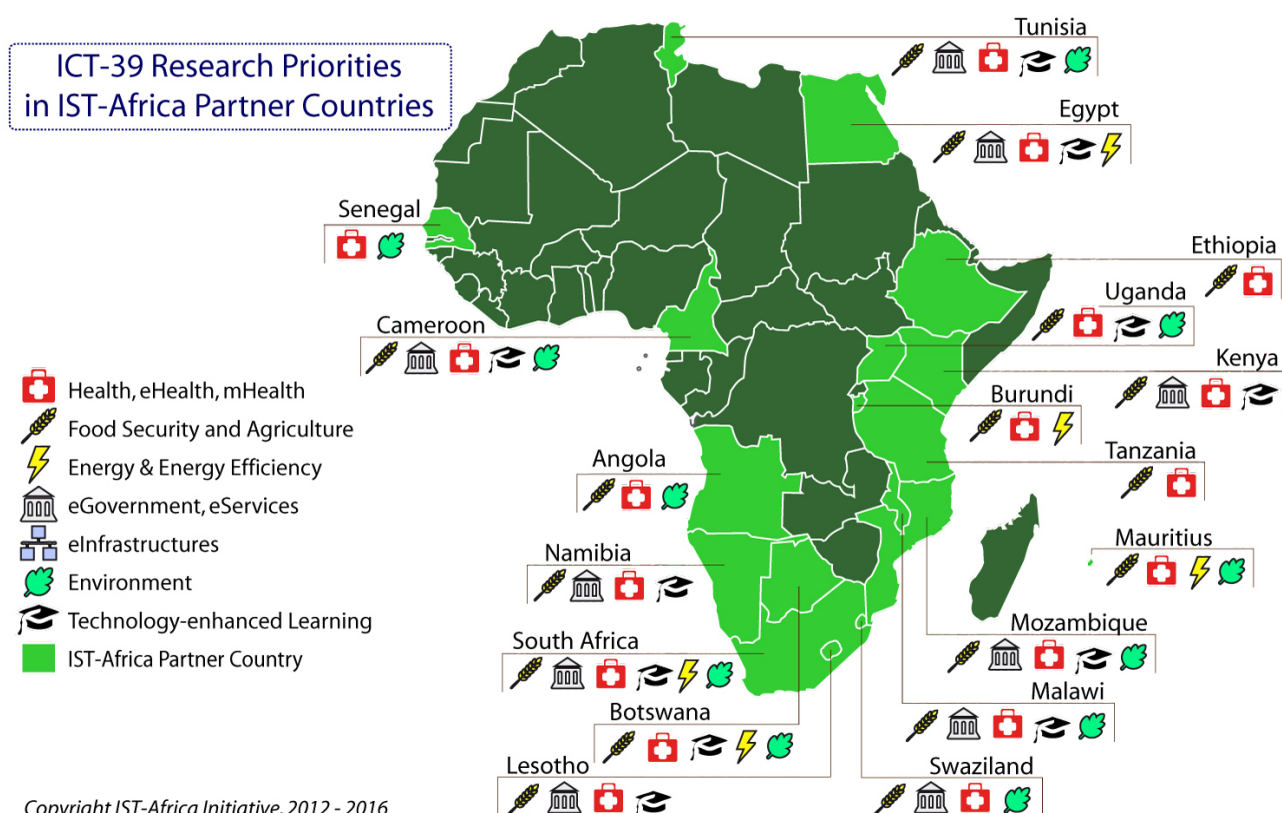 ICT-39 Research Priorities
in IST-Africa Partner Countries
Tunisia
Egypt
Senegal
Ethiopia
Uganda
Cameroon
Kenya
Burundi
Health, eHealth, mHealth
Food Security and Agriculture
Energy & Energy Efficiency
eGovernment, eServices
eInfrastructures
Environment
Technology-enhanced Learning
IST-Africa Partner Country
Angola
Tanzania
Namibia
Mauritius
South Africa
Mozambique
Botswana
Malawi
Lesotho
Swaziland
Copyright IST-Africa Initiative, 2012 - 2016